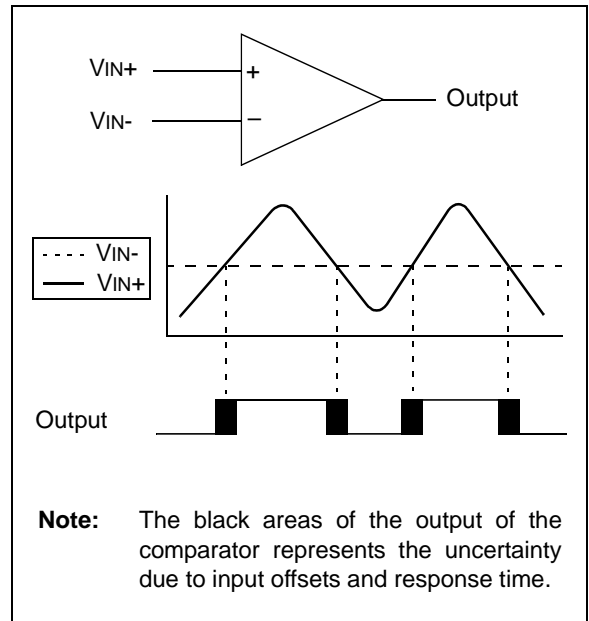 VIN+
+
Output
VIN-
–
VIN-
VIN+
Output
Note: The black areas of the output of the
comparator represents the uncertainty
due to input offsets and response time.